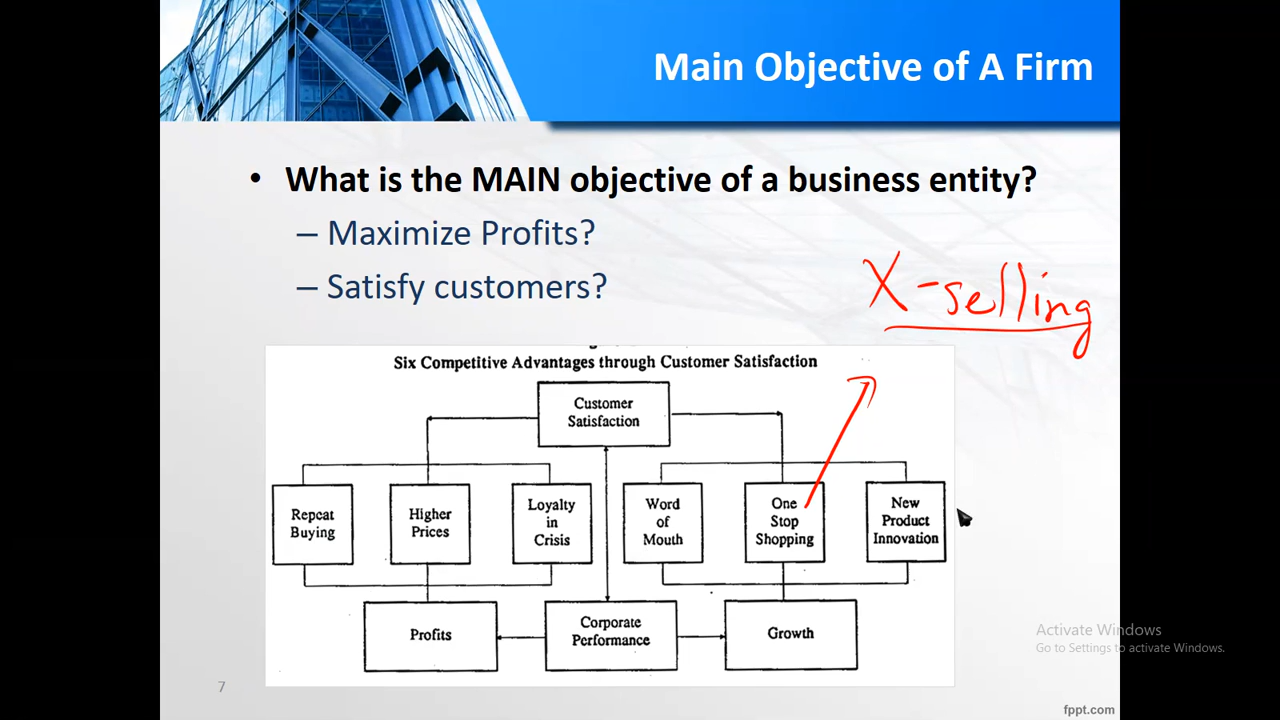 Main Objective of A Firm
• What is the MAIN objective of a business entity?
– Maximize Profits?
– Satisfy customers?
X-selling
Six Competitive Advantages through Customer Satisfaction
Customer
Satisfaction
Repeat
Buying
Higher
Prices
Loyalty
in
Crisis
Word
of
Mouth
One
Stop
Shopping
New
Product
Innovation
Profits
Corporate
Performance
Growth
Activate Windows
Go to Settings to activate Windows.
7
fppt.com